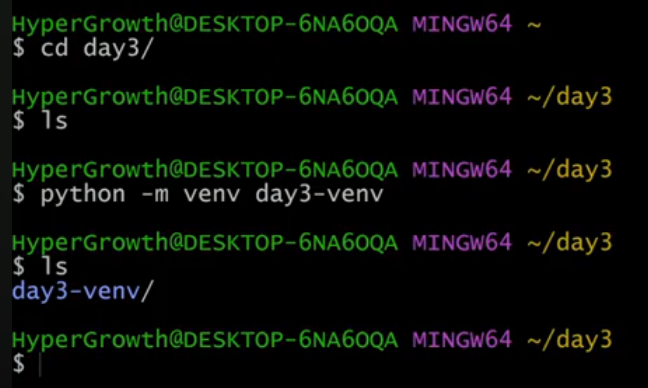 HyperGrowth@DESKTOP-6NA6OQA MINGW64 ~
$ cd day3/
HyperGrowth@DESKTOP-6NA6OQA MINGW64 ~/day3
$ ls
HyperGrowth@DESKTOP-6NA6OQA MINGW64 ~/day3
$ python -m venv day3-venv
HyperGrowth@DESKTOP-6NA6OQA MINGW64 ~/day3
$ ls
day3-venv/
HyperGrowth@DESKTOP-6NA6OQA MINGW64 ~/day3
$